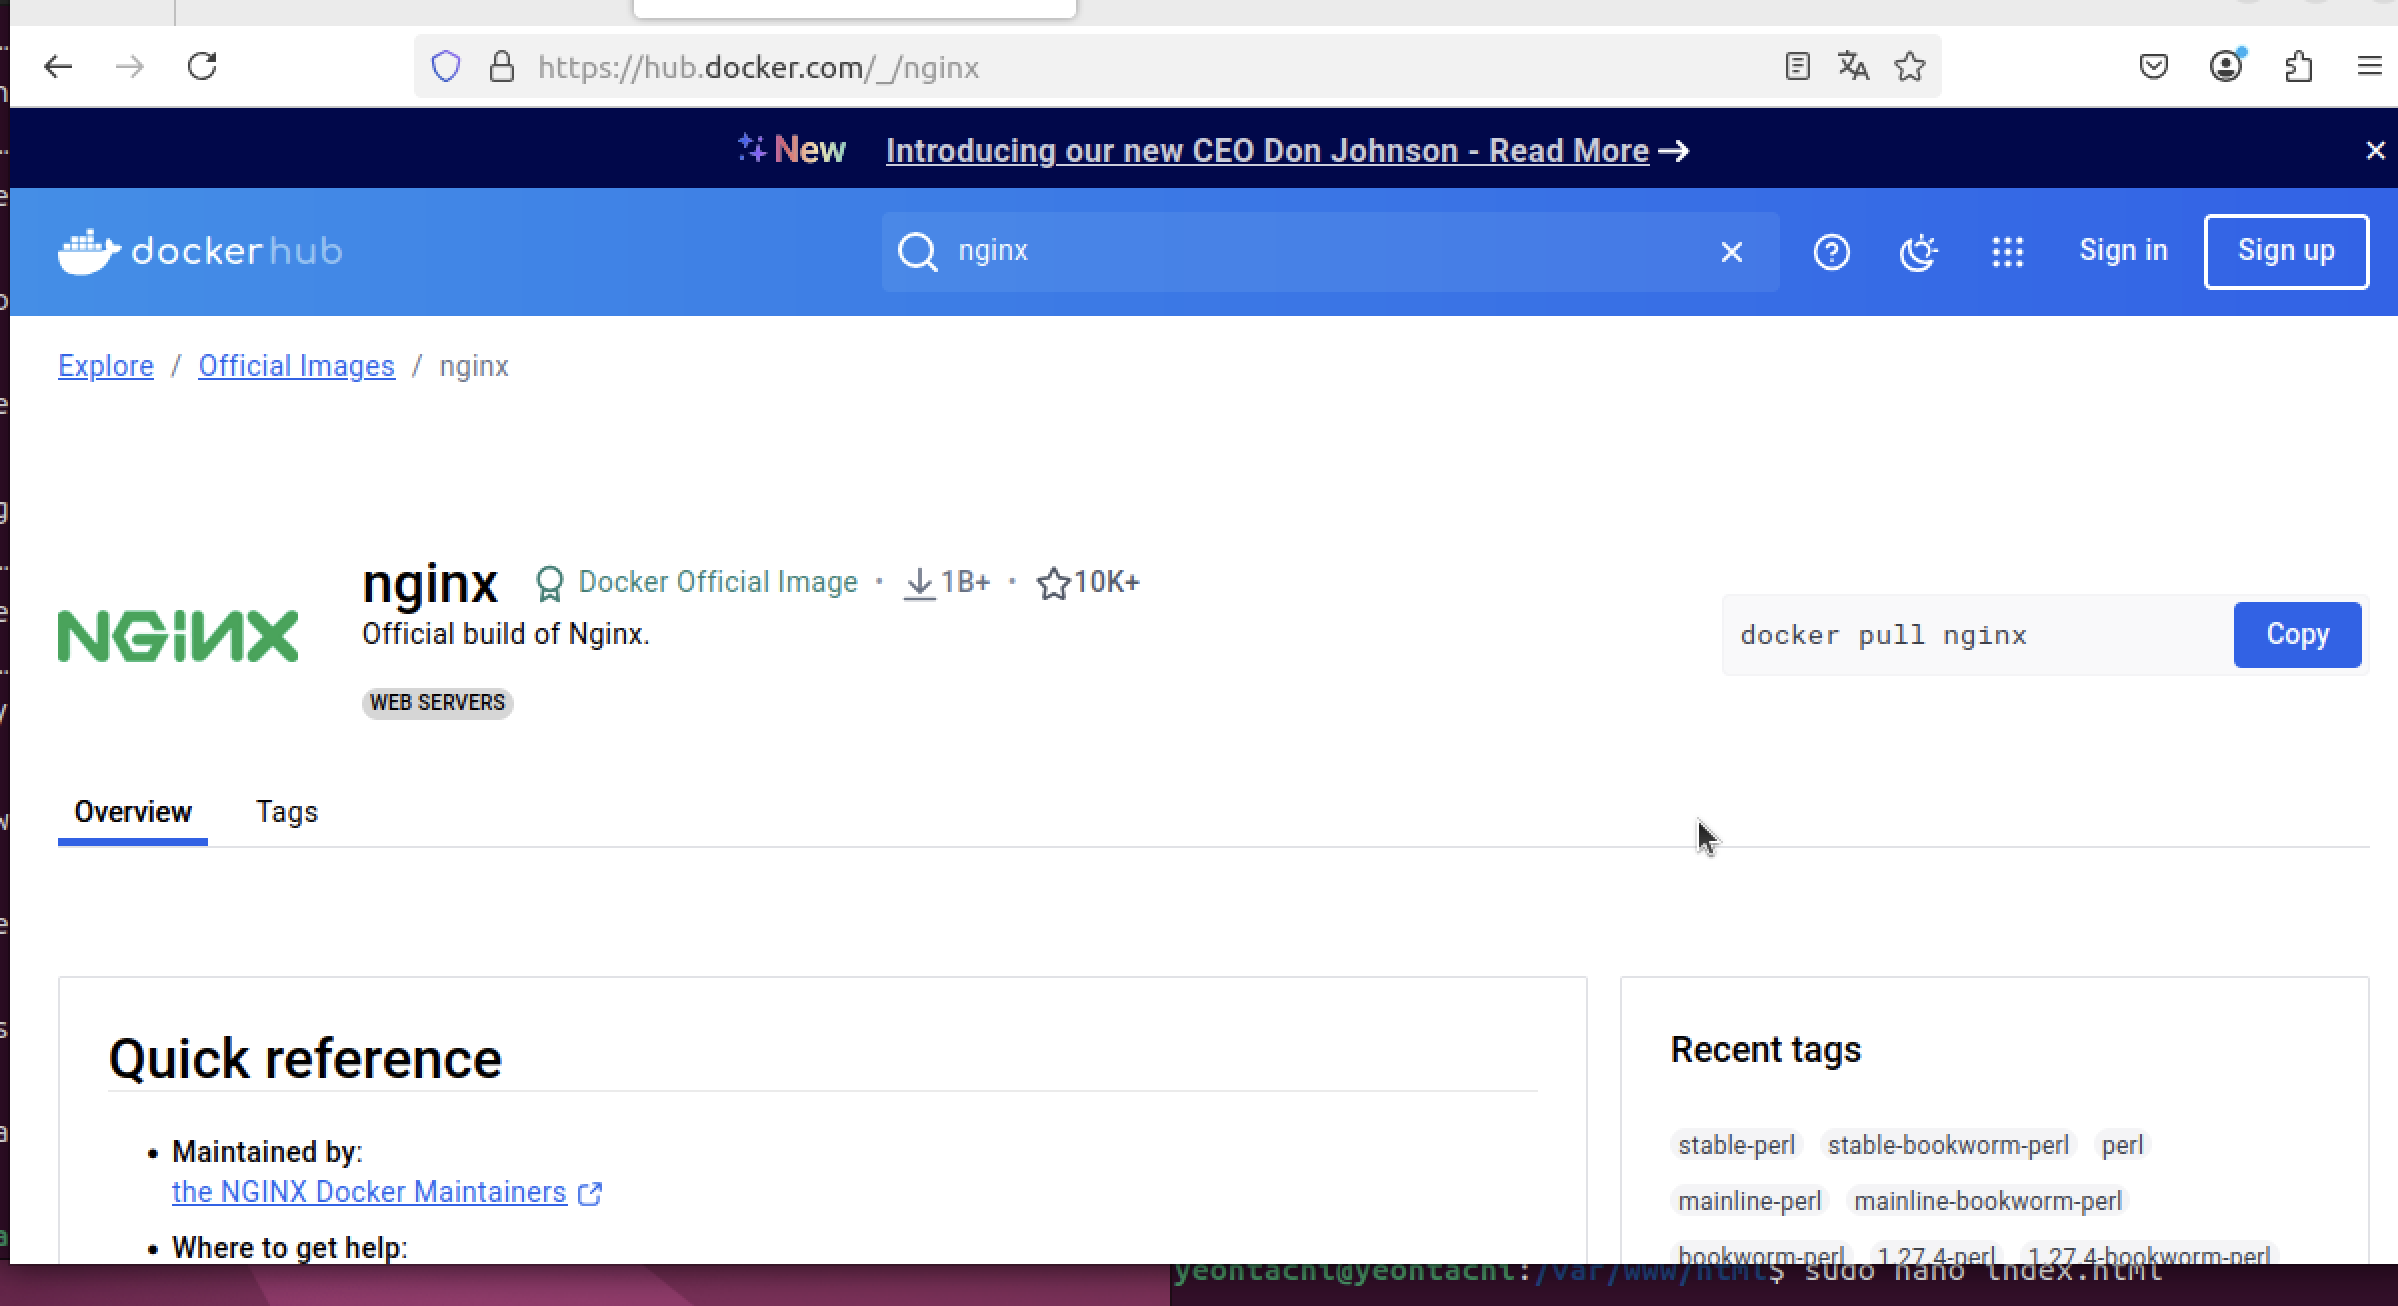 https://hub.docker.com/_/nginx
New Introducing our new CEO Don Johnson - Read More →
docker hub
nginx
Sign in
Sign up
Explore / Official Images / nginx
NGINX
nginx Docker Official Image · 1B+ · 10K+
Official build of Nginx.
WEB SERVERS
docker pull nginx
Copy
Overview
Tags
Quick reference
• Maintained by:
the NGINX Docker Maintainers
• Where to get help:
Recent tags
stable-perl stable-bookworm-perl perl
mainline-perl mainline-bookworm-perl
bookworm-perl 1.27.4-perl 1.27.4-bookworm-perl
yeontachi@yeontachi:/var/www/html$ sudo nano index.html